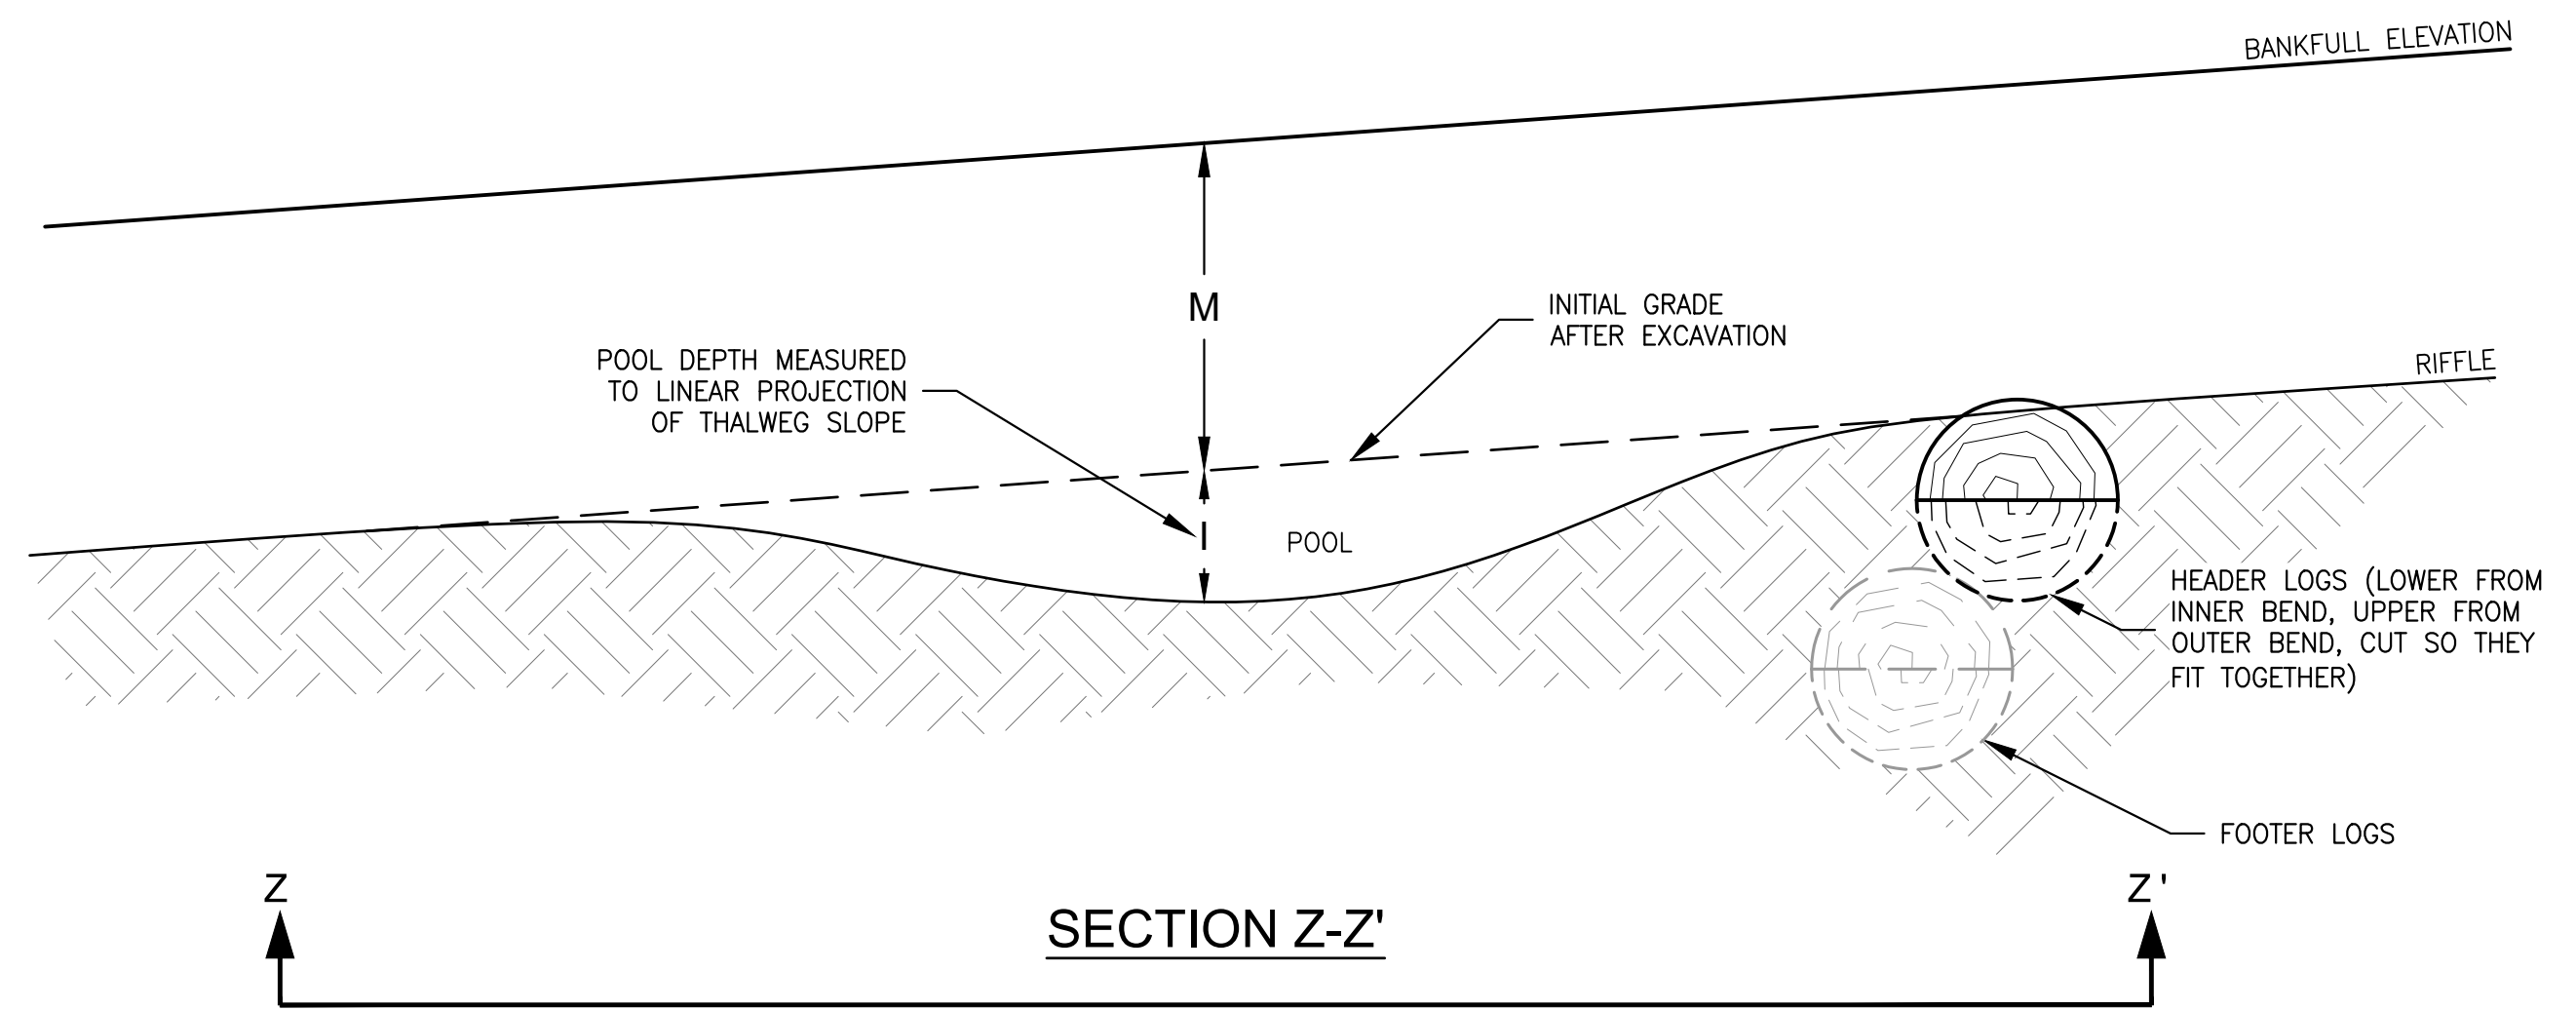 BANKFULL ELEVATION
M
INITIAL GRADE
AFTER EXCAVATION
POOL DEPTH MEASURED
TO LINEAR PROJECTION
OF THALWEG SLOPE
RIFFLE
I
POOL
HEADER LOGS (LOWER FROM
INNER BEND, UPPER FROM
OUTER BEND, CUT SO THEY
FIT TOGETHER)
FOOTER LOGS
Z
Z'
SECTION Z-Z'